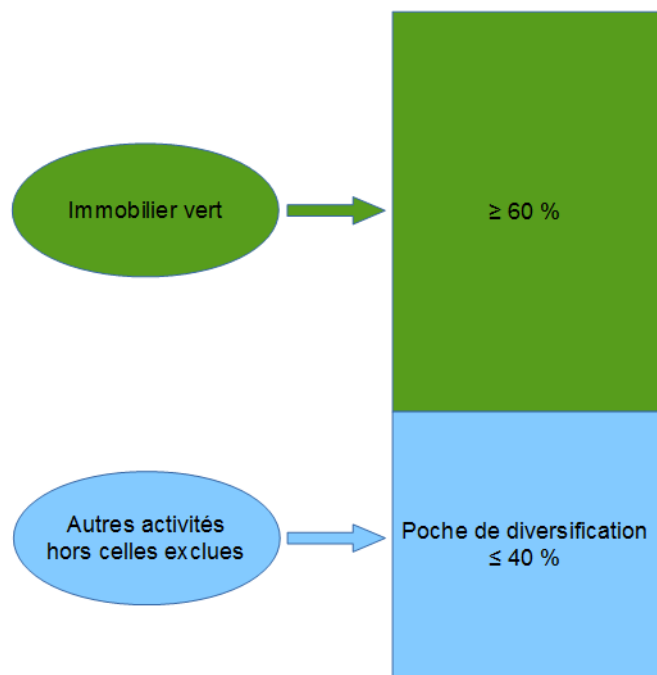 Immobilier vert
≥ 60 %
Autres activités
hors celles exclues
Poche de diversification
≤ 40 %